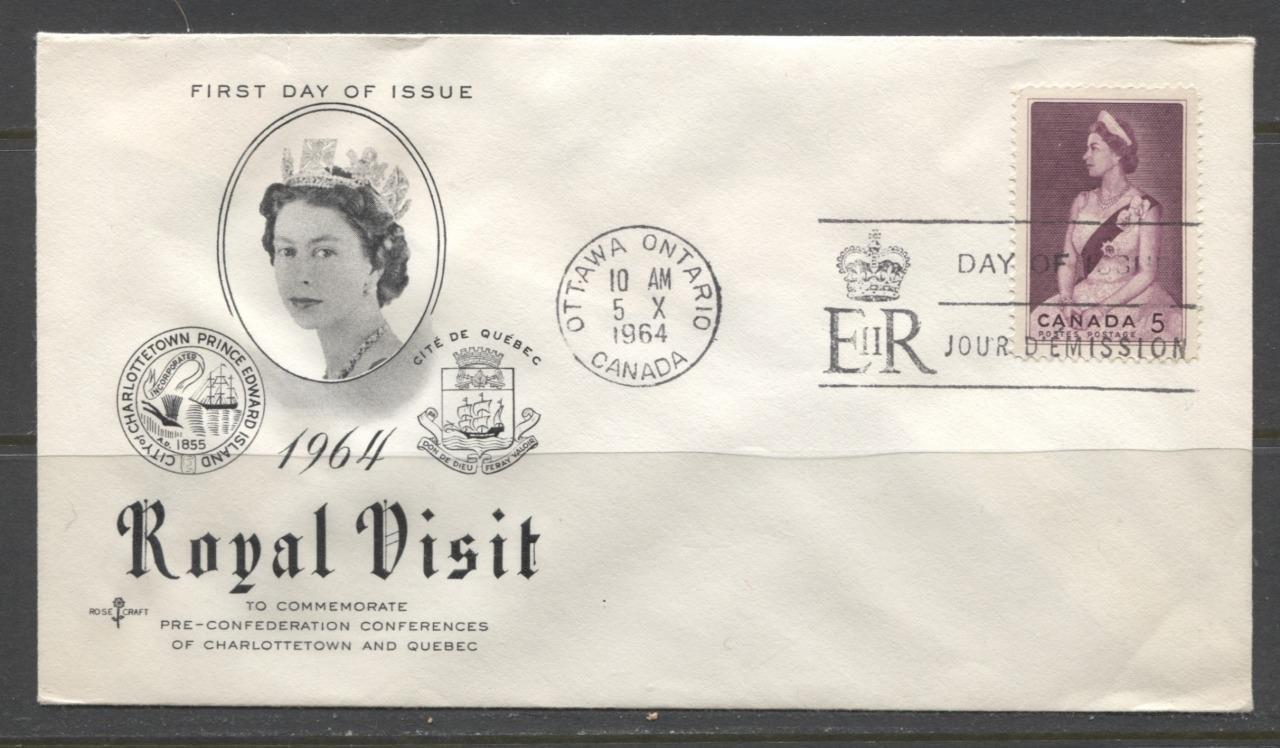 FIRST DAY OF ISSUE
CITY of CHARLOTTETOWN PRINCE EDWARD ISLAND
INCORPORATED
A.D. 1855
1964
CITÉ DE QUÉBEC
DON DE DIEU FERAY VALOIR
Royal Visit
ROSE CRAFT
TO COMMEMORATE
PRE-CONFEDERATION CONFERENCES
OF CHARLOTTETOWN AND QUEBEC
OTTAWA ONTARIO
10 AM
5 X
1964
CANADA
EIIR
DAY OF ISSUE
JOUR D'EMISSION
CANADA 5
POSTES POSTAGE